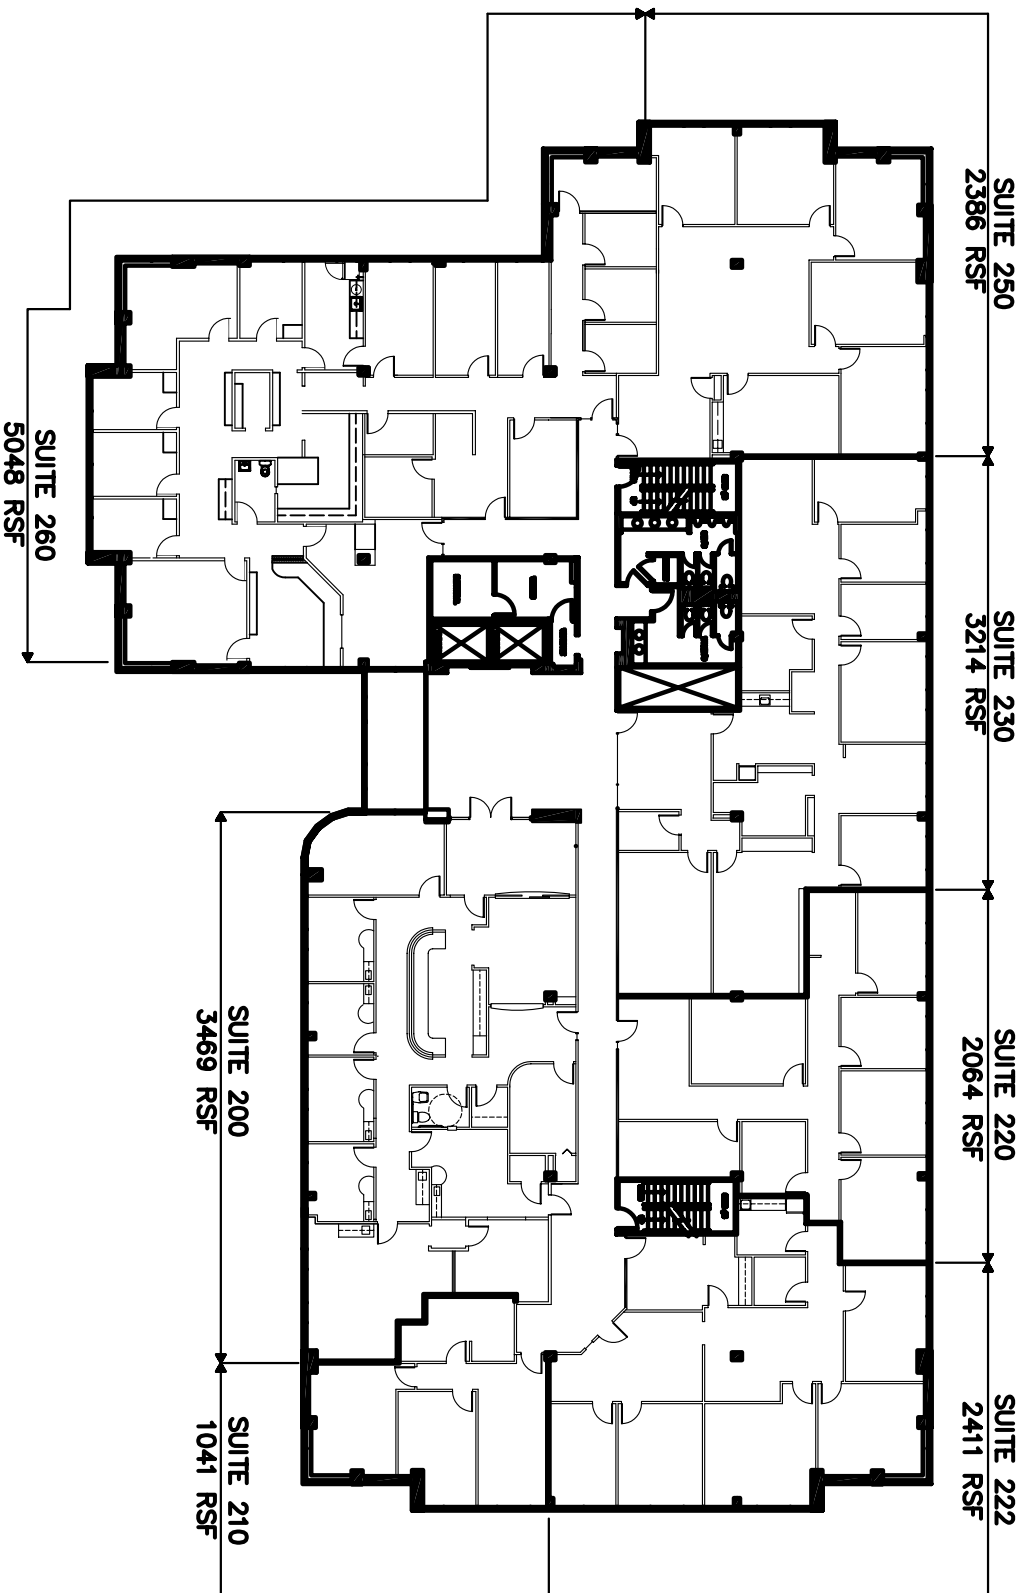 SUITE 250
2386 RSF
SUITE 230
3214 RSF
SUITE 220
2064 RSF
SUITE 222
2411 RSF
SUITE 260
5048 RSF
SUITE 200
3469 RSF
SUITE 210
1041 RSF